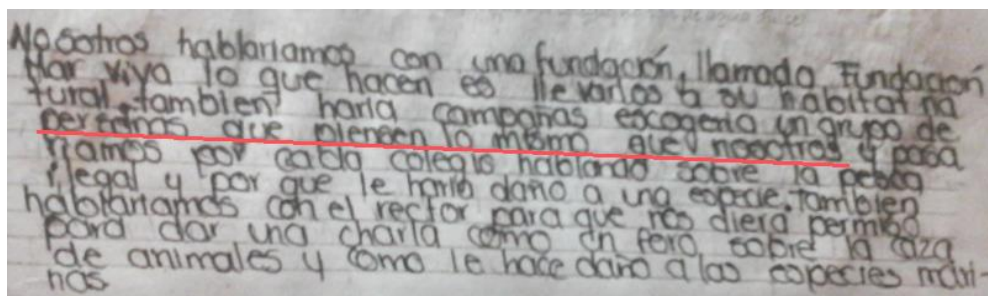 Nosotros hablariamos con una fundación, llamada Fundación
Mar viva lo que hacen es llevarlos a su habitat na
tural. tambien haria campañas escogeria un grupo de
personas que piensen lo mismo que nosotros y pasa
riamos por cada colegio hablando sobre la pesca
ilegal y por que le haria daño a una especie. tambien
hablariamos con el rector para que nos diera permiso
para dar una charla como un foro sobre la caza
de animales y como le hace daño a las especies mari-
nas